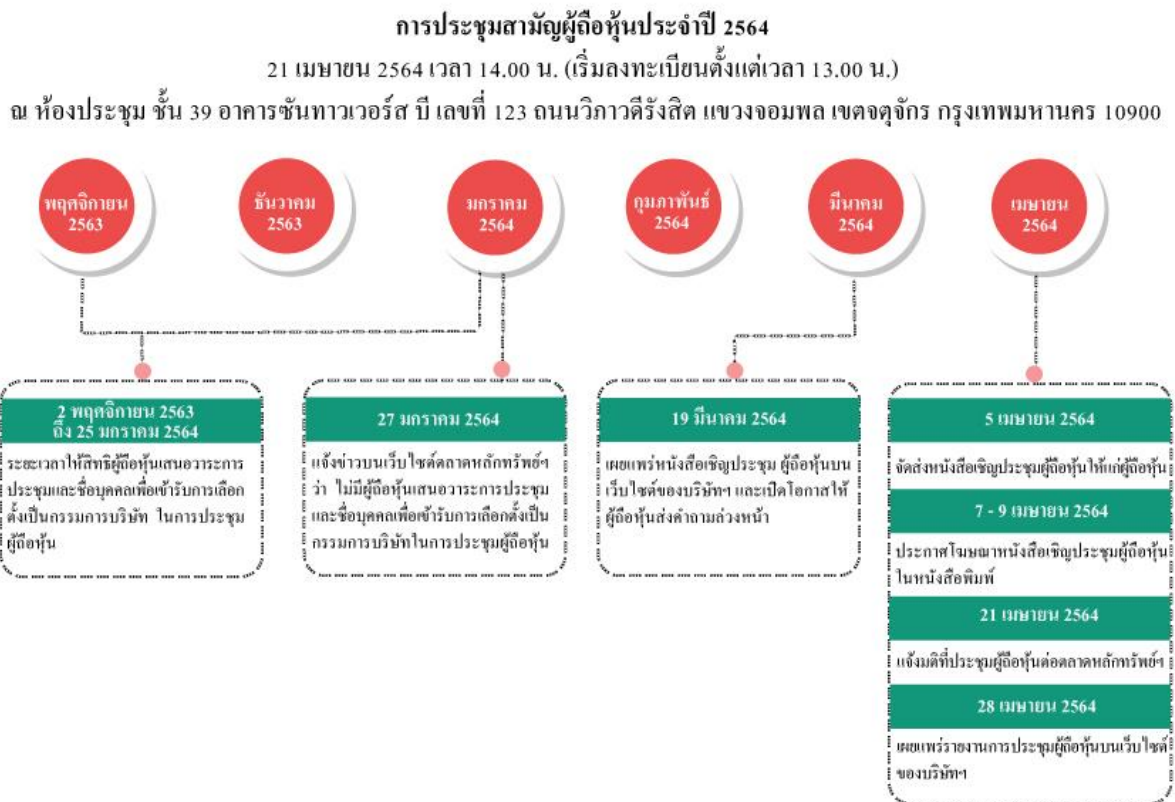 การประชุมสามัญผู้ถือหุ้นประจำปี 2564
21 เมษายน 2564 เวลา 14.00 น. (เริ่มลงทะเบียนตั้งแต่เวลา 13.00 น.)
ณ ห้องประชุม ชั้น 39 อาคารซันทาวเวอร์ส บี เลขที่ 123 ถนนวิภาวดีรังสิต แขวงจอมพล เขตจตุจักร กรุงเทพมหานคร 10900
พฤศจิกายน
2563
ธันวาคม
2563
มกราคม
2564
กุมภาพันธ์
2564
มีนาคม
2564
เมษายน
2564
2 พฤศจิกายน 2563
ถึง 25 มกราคม 2564
ระยะเวลาให้สิทธิผู้ถือหุ้นเสนอวาระการ
ประชุมและชื่อบุคคลเพื่อเข้ารับการเลือก
ตั้งเป็นกรรมการบริษัท ในการประชุม
ผู้ถือหุ้น
27 มกราคม 2564
แจ้งข่าวบนเว็บไซต์ตลาดหลักทรัพย์ฯ
ว่า ไม่มีผู้ถือหุ้นเสนอวาระการประชุม
และชื่อบุคคลเพื่อเข้ารับการเลือกตั้งเป็น
กรรมการบริษัทในการประชุมผู้ถือหุ้น
19 มีนาคม 2564
เผยแพร่หนังสือเชิญประชุม ผู้ถือหุ้นบน
เว็บไซต์ของบริษัทฯ และเปิดโอกาสให้
ผู้ถือหุ้นส่งคำถามล่วงหน้า
5 เมษายน 2564
จัดส่งหนังสือเชิญประชุมผู้ถือหุ้นให้แก่ผู้ถือหุ้น
7 - 9 เมษายน 2564
ประกาศโฆษณาหนังสือเชิญประชุมผู้ถือหุ้น
ในหนังสือพิมพ์
21 เมษายน 2564
แจ้งมติที่ประชุมผู้ถือหุ้นต่อตลาดหลักทรัพย์ฯ
28 เมษายน 2564
เผยแพร่รายงานการประชุมผู้ถือหุ้นบนเว็บไซต์
ของบริษัทฯ